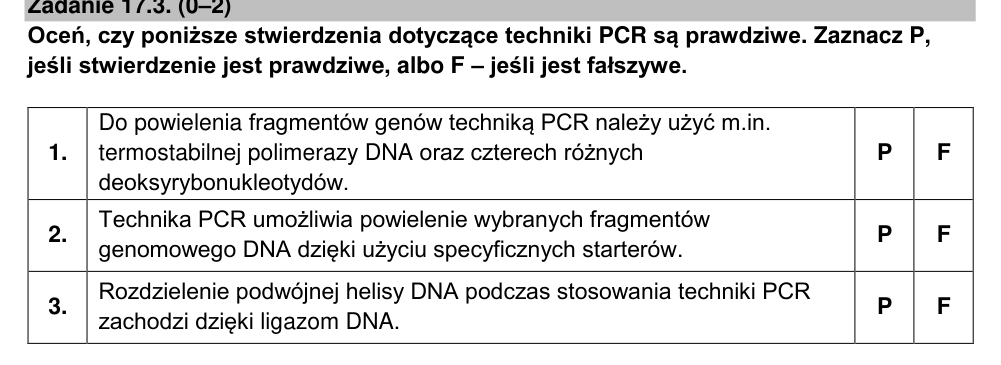 Zadanie 17.3. (0–2)
Oceń, czy poniższe stwierdzenia dotyczące techniki PCR są prawdziwe. Zaznacz P,
jeśli stwierdzenie jest prawdziwe, albo F – jeśli jest fałszywe.
1. Do powielenia fragmentów genów techniką PCR należy użyć m.in.
termostabilnej polimerazy DNA oraz czterech różnych P F
deoksyrybonukleotydów.
2. Technika PCR umożliwia powielenie wybranych fragmentów P F
genomowego DNA dzięki użyciu specyficznych starterów.
3. Rozdzielenie podwójnej helisy DNA podczas stosowania techniki PCR P F
zachodzi dzięki ligazom DNA.